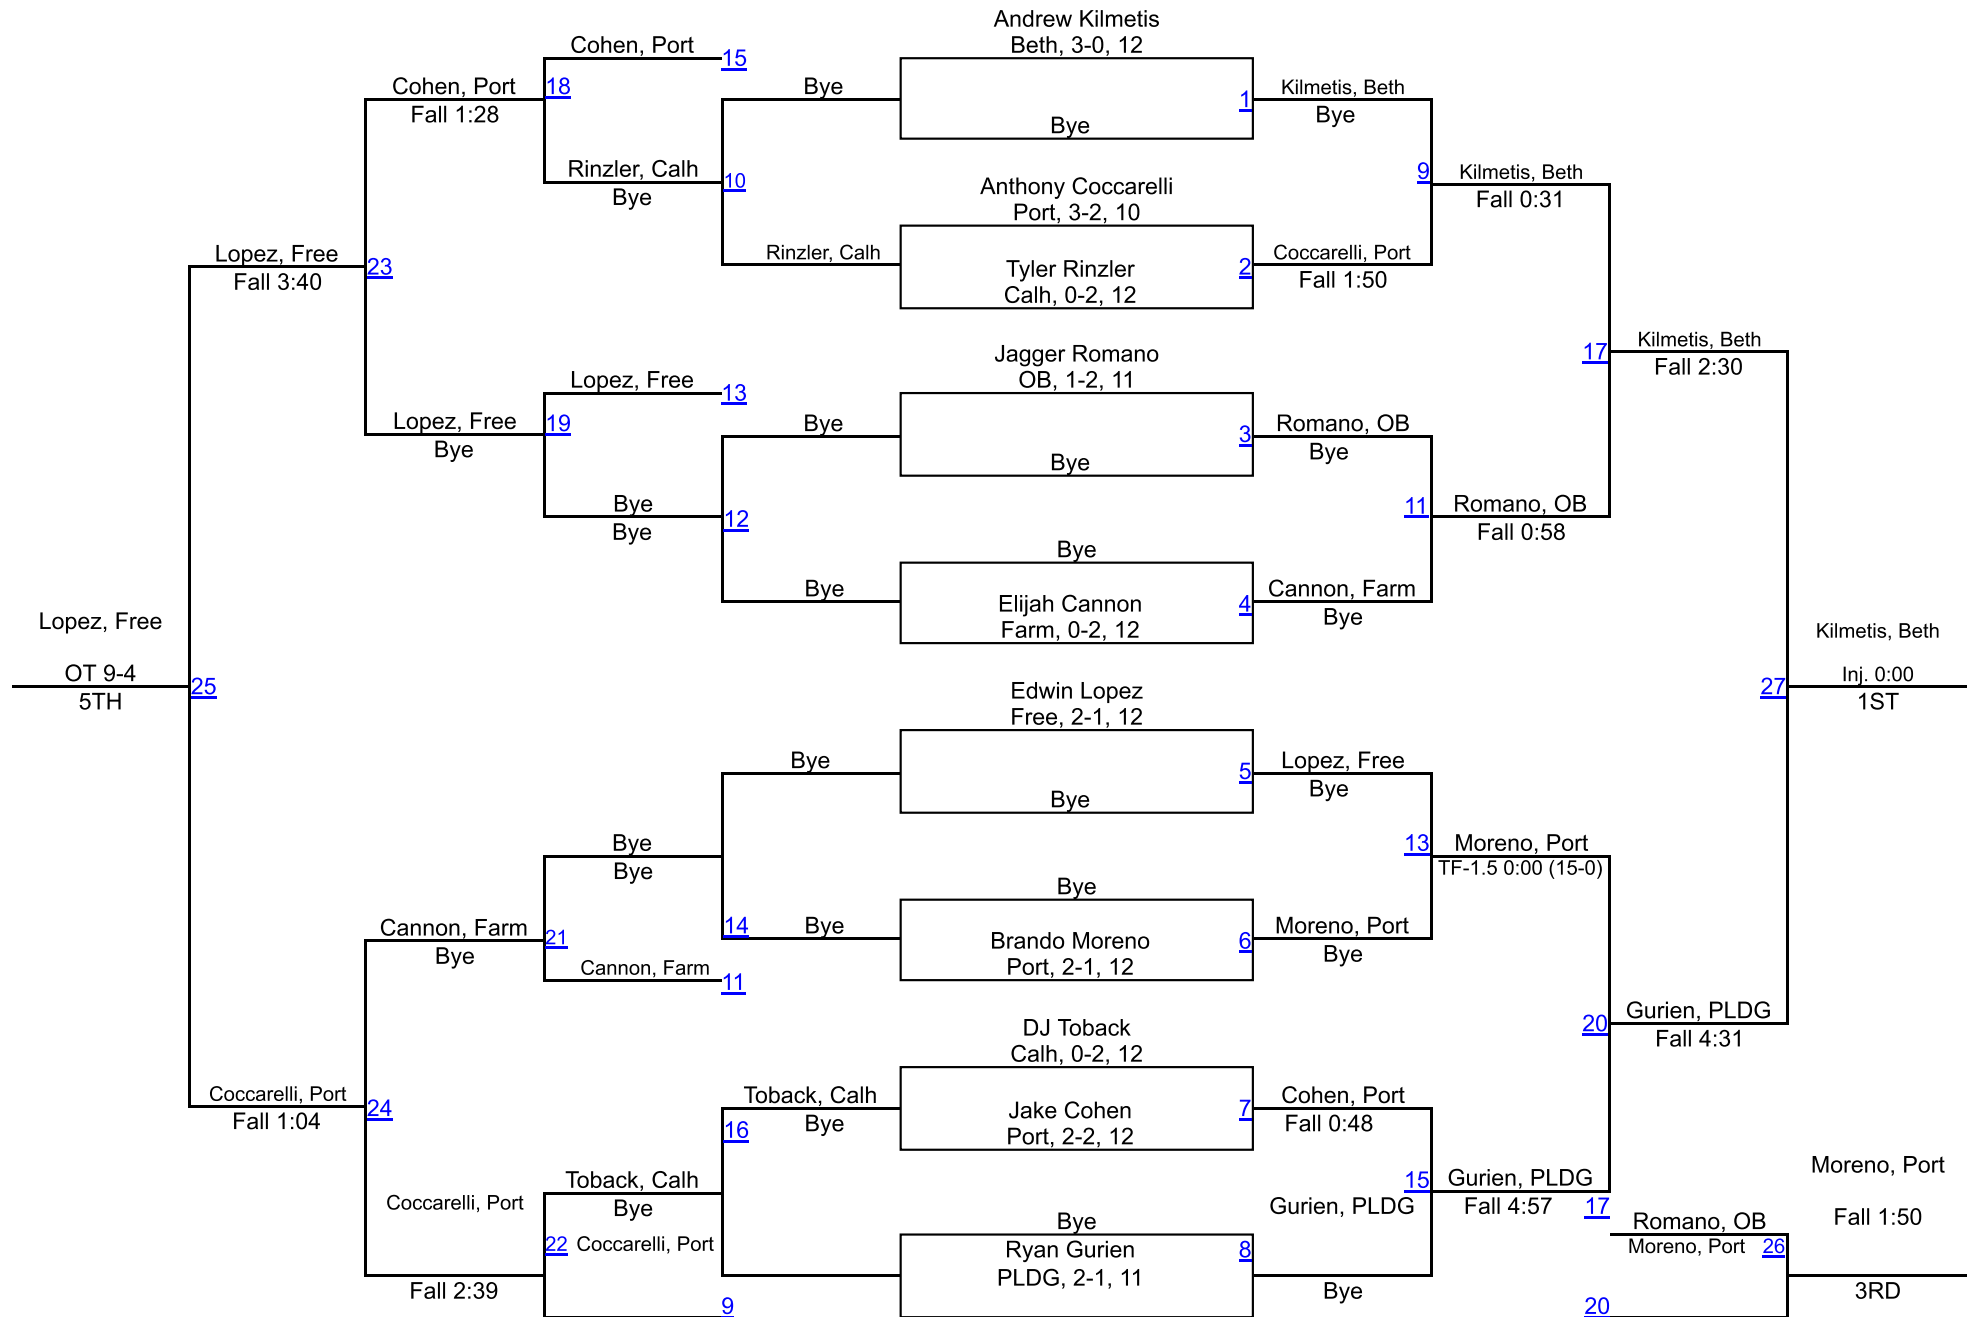 Andrew Kilmetis
Beth, 3-0, 12
Cohen, Port
15
18
Cohen, Port
Fall 1:28
Bye
1
Kilmetis, Beth
Bye
Bye
Rinzler, Calh
Bye
10
9
Kilmetis, Beth
Fall 0:31
Anthony Coccarelli
Port, 3-2, 10
Rinzler, Calh
Tyler Rinzler
Calh, 0-2, 12
2
Coccarelli, Port
Fall 1:50
Lopez, Free
Fall 3:40
23
Jagger Romano
OB, 1-2, 11
17
Kilmetis, Beth
Fall 2:30
Lopez, Free
13
Lopez, Free
Bye
19
Bye
3
Romano, OB
Bye
Bye
Bye
Bye
12
11
Romano, OB
Fall 0:58
Bye
Bye
Elijah Cannon
Farm, 0-2, 12
4
Cannon, Farm
Bye
Lopez, Free
OT 9-4
5TH
25
Kilmetis, Beth
Inj. 0:00
1ST
27
Edwin Lopez
Free, 2-1, 12
Bye
5
Lopez, Free
Bye
Bye
Bye
Bye
13
Moreno, Port
TF-1.5 0:00 (15-0)
Bye
Cannon, Farm
Bye
21
14
Bye
Brando Moreno
Port, 2-1, 12
6
Moreno, Port
Bye
Cannon, Farm
11
20
Gurien, PLDG
Fall 4:31
DJ Toback
Calh, 0-2, 12
Coccarelli, Port
Fall 1:04
24
Toback, Calh
Bye
16
Jake Cohen
Port, 2-2, 12
7
Cohen, Port
Fall 0:48
Toback, Calh
Bye
Coccarelli, Port
22
Coccarelli, Port
Fall 2:39
9
Bye
Ryan Gurien
PLDG, 2-1, 11
8
Gurien, PLDG
Bye
15
Gurien, PLDG
Fall 4:57
17
Romano, OB
Moreno, Port
26
20
Moreno, Port
Fall 1:50
3RD